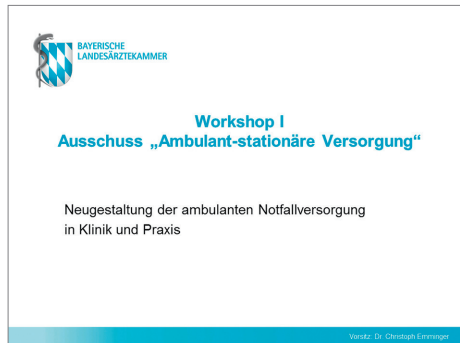 BAYERISCHE
LANDESÄRZTEKAMMER
Workshop I
Ausschuss „Ambulant-stationäre Versorgung“
Neugestaltung der ambulanten Notfallversorgung
in Klinik und Praxis
Vorsitz: Dr. Christoph Emminger